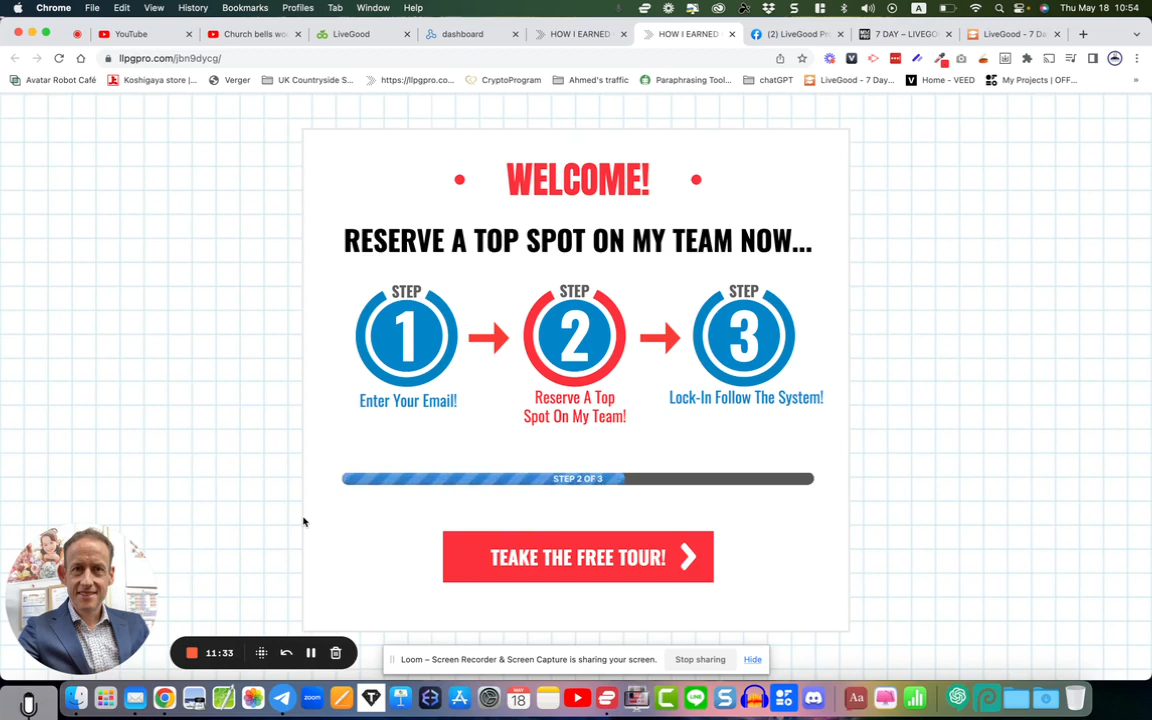 Chrome File Edit View History Bookmarks Profiles Tab Window Help Thu May 18 10:54
YouTube Church bells wo LiveGood dashboard HOW I EARNED HOW I EARNED (2) LiveGood Pr 7 DAY – LIVEGO LiveGood - 7 Da
llpgpro.com/jbn9dycg/
Avatar Robot Café Koshigaya store |... Verger UK Countryside S... https://llpgpro.co... CryptoProgram Ahmed's traffic Paraphrasing Tool... chatGPT LiveGood - 7 Day... Home - VEED My Projects | OFF...
WELCOME!
RESERVE A TOP SPOT ON MY TEAM NOW...
STEP STEP STEP
1 2 3
Enter Your Email! Reserve A Top Spot On My Team! Lock-In Follow The System!
STEP 2 OF 3
TEAKE THE FREE TOUR!
11:33
Loom – Screen Recorder & Screen Capture is sharing your screen. Stop sharing Hide